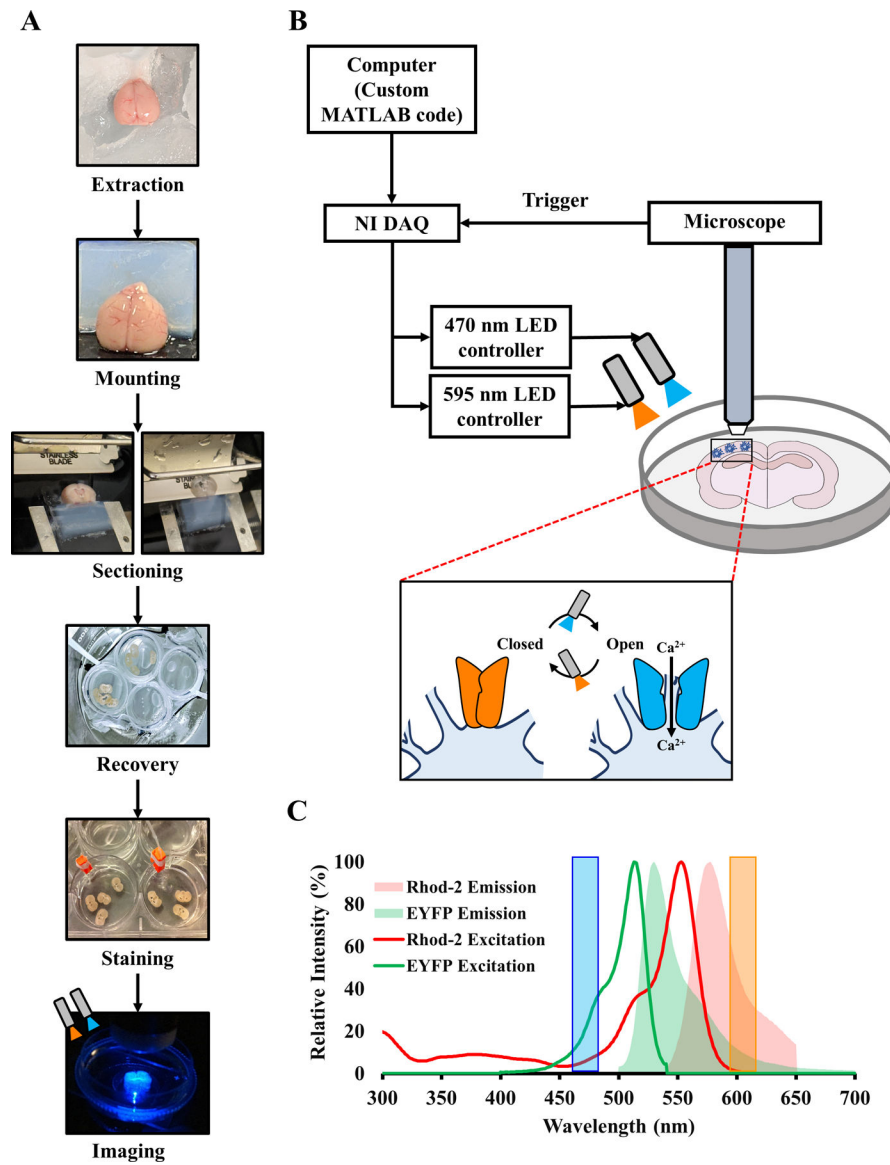 A
Extraction
Mounting
STAINLESS
BLADE
Sectioning
Recovery
Staining
Imaging
B
Computer
(Custom
MATLAB code)
NI DAQ
Trigger
Microscope
470 nm LED
controller
595 nm LED
controller
Closed
Open
Ca²⁺
Ca²⁺
C
Relative Intensity (%)
100
80
60
40
20
0
Rhod-2 Emission
EYFP Emission
Rhod-2 Excitation
EYFP Excitation
300 350 400 450 500 550 600 650 700
Wavelength (nm)